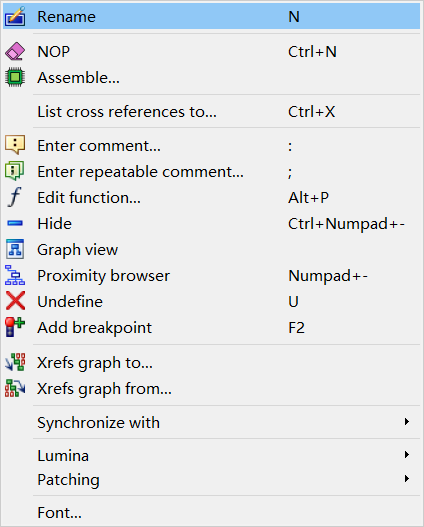 Rename N
NOP Ctrl+N
Assemble...
List cross references to... Ctrl+X
Enter comment... :
Enter repeatable comment... ;
Edit function... Alt+P
Hide Ctrl+Numpad+-
Graph view
Proximity browser Numpad+-
Undefine U
Add breakpoint F2
Xrefs graph to...
Xrefs graph from...
Synchronize with
Lumina
Patching
Font...